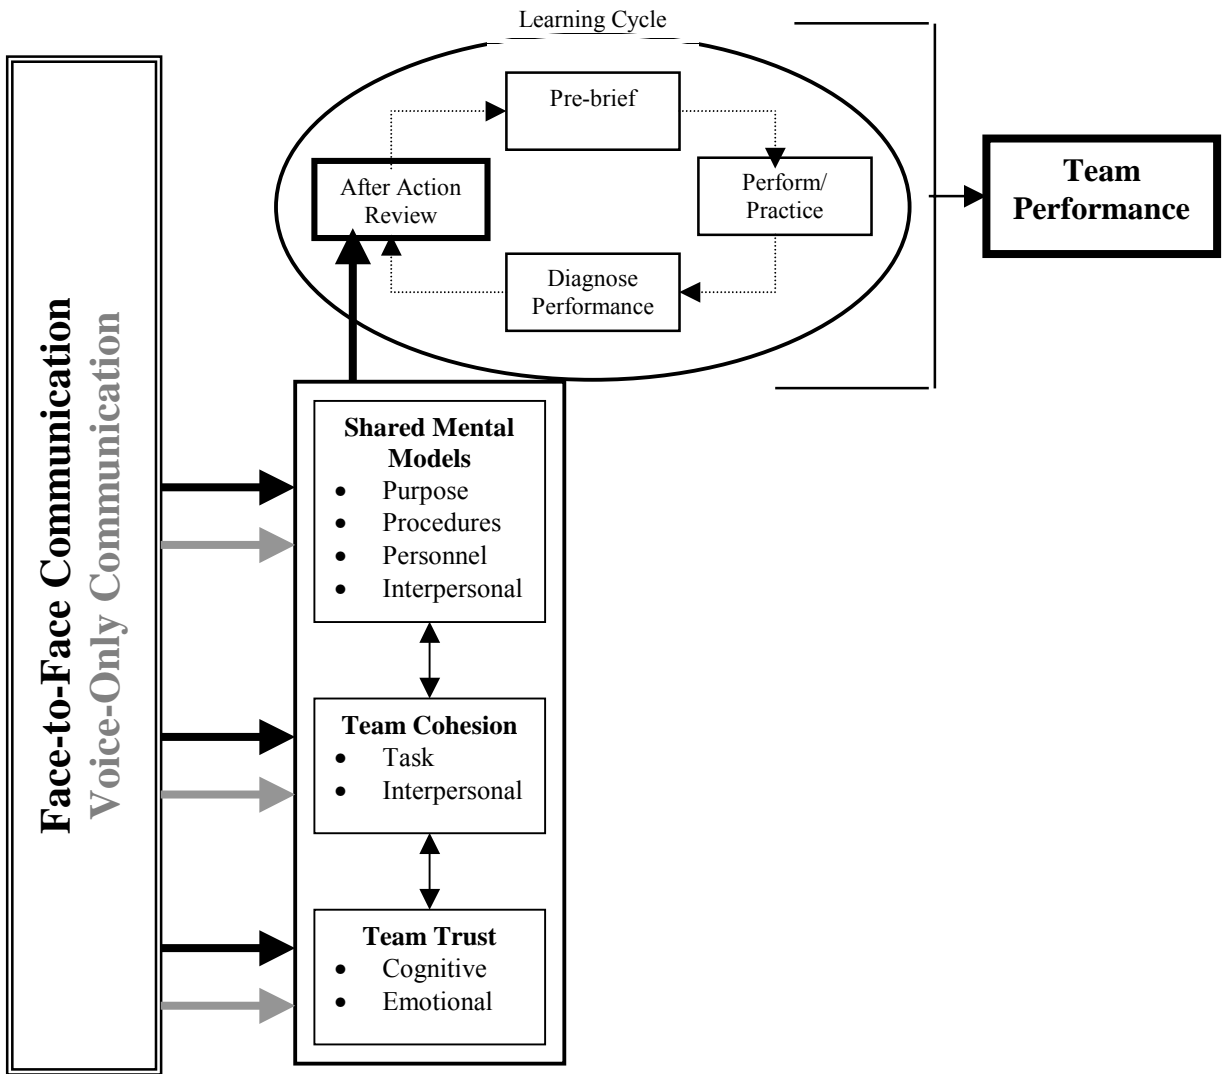 Learning Cycle
Pre-brief
After Action
Review
Perform/
Practice
Diagnose
Performance
Team
Performance
Face-to-Face Communication
Voice-Only Communication
Shared Mental
Models
• Purpose
• Procedures
• Personnel
• Interpersonal
Team Cohesion
• Task
• Interpersonal
Team Trust
• Cognitive
• Emotional